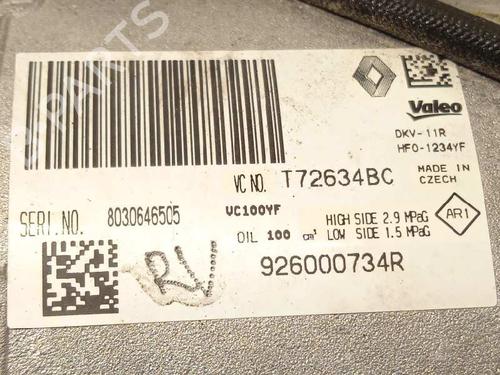 Valeo
DKV-11R
HFO-1234YF
VC NO. T72634BC
MADE IN
CZECH
SERI.NO. 8030646505
VC100YF
HIGH SIDE 2.9 MPaG
OIL 100 cm³ LOW SIDE 1.5 MPaG
AR1
926000734R
RV